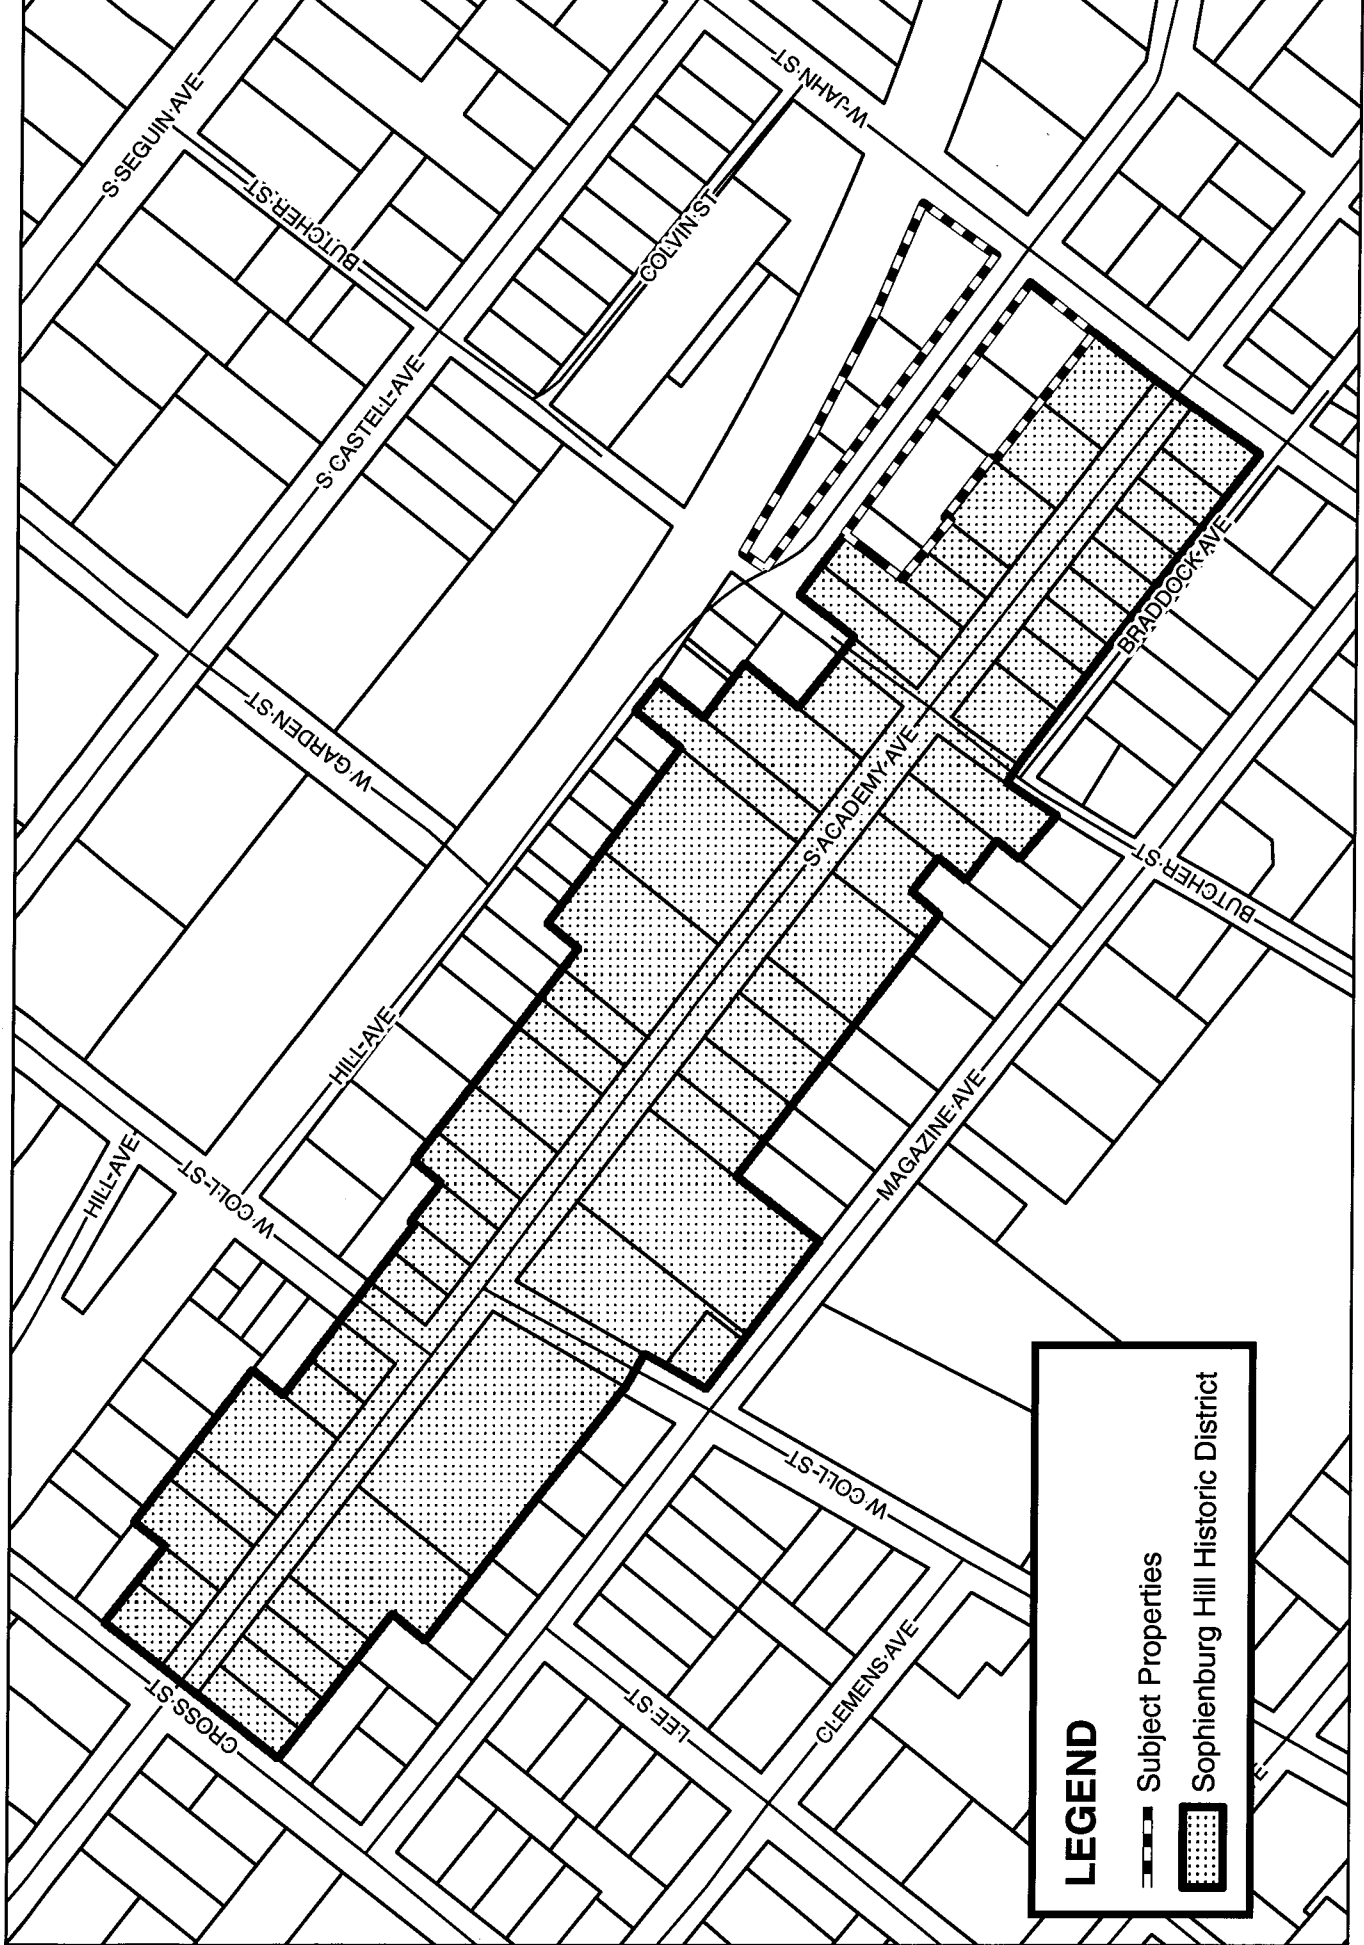 S SEGUIN AVE
BUTCHER ST
W JAHN ST
COLVIN ST
S CASTELL AVE
W GARDEN ST
HILL AVE
HILL AVE
W COLL ST
S ACADEMY AVE
BRADDOCK AVE
BUTCHER ST
MAGAZINE AVE
W COLL ST
CROSS ST
LEE ST
CLEMENS AVE
LEGEND
Subject Properties
Sophienburg Hill Historic District
E